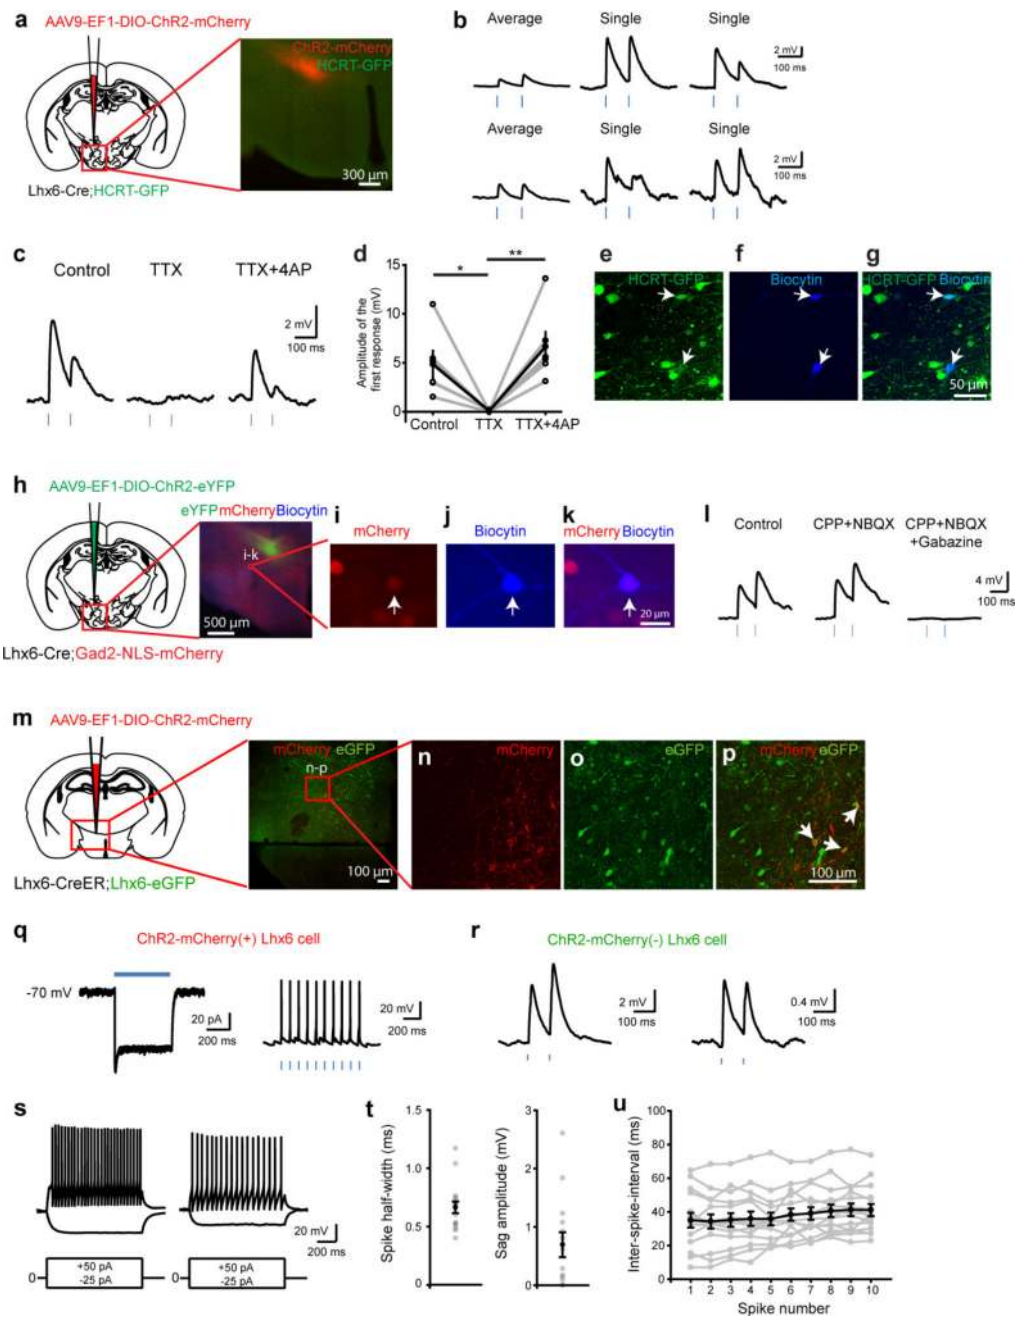 a
AAV9-EF1-DIO-ChR2-mCherry
ChR2-mCherry
HCRT-GFP
300 µm
Lhx6-Cre;HCRT-GFP
b
Average Single Single
2 mV
100 ms
Average Single Single
2 mV
100 ms
c
Control TTX TTX+4AP
2 mV
100 ms
d
* **
Amplitude of the
first response (mV)
15
10
5
0
Control TTX TTX+4AP
e f g
HCRT-GFP Biocytin HCRT-GFP Biocytin
50 µm
h
AAV9-EF1-DIO-ChR2-eYFP
eYFPmCherryBiocytin
i-k
500 µm
Lhx6-Cre;Gad2-NLS-mCherry
i j k
mCherry Biocytin mCherry Biocytin
20 µm
l
Control CPP+NBQX CPP+NBQX
+Gabazine
4 mV
100 ms
m
AAV9-EF1-DIO-ChR2-mCherry
mCherry-eGFP
n-p
100 µm
Lhx6-CreER;Lhx6-eGFP
n mCherry
o eGFP
p mCherry eGFP
100 µm
q
ChR2-mCherry(+) Lhx6 cell
-70 mV
20 pA
200 ms
20 mV
200 ms
r
ChR2-mCherry(-) Lhx6 cell
2 mV
100 ms
0.4 mV
100 ms
s
20 mV
200 ms
0 +50 pA
-25 pA
0 +50 pA
-25 pA
t
Spike half-width (ms)
1.5
1.0
0.5
0
Sag amplitude (mV)
3
2
1
0
u
Inter-spike-interval (ms)
100
80
60
40
20
0
1 2 3 4 5 6 7 8 9 10
Spike number